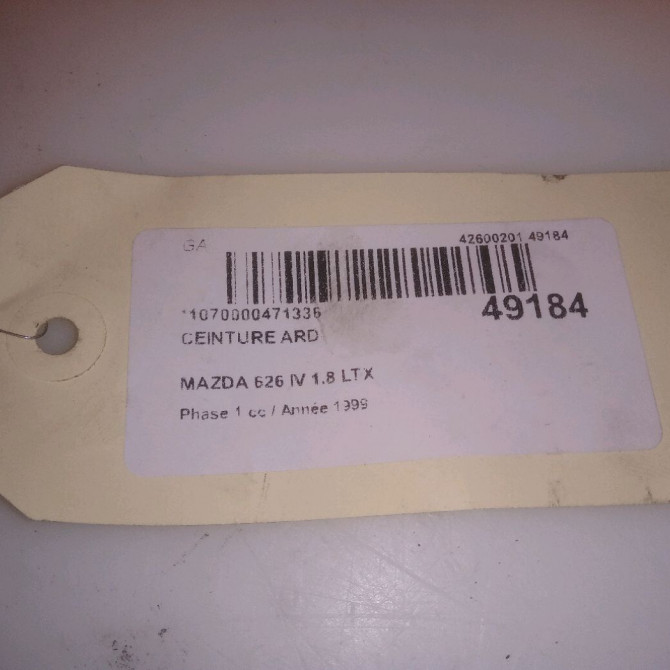 GA
42600201 49184
*1070000471336
49184
CEINTURE ARD
MAZDA 626 IV 1.8 LTX
Phase 1 cc / Année 1999